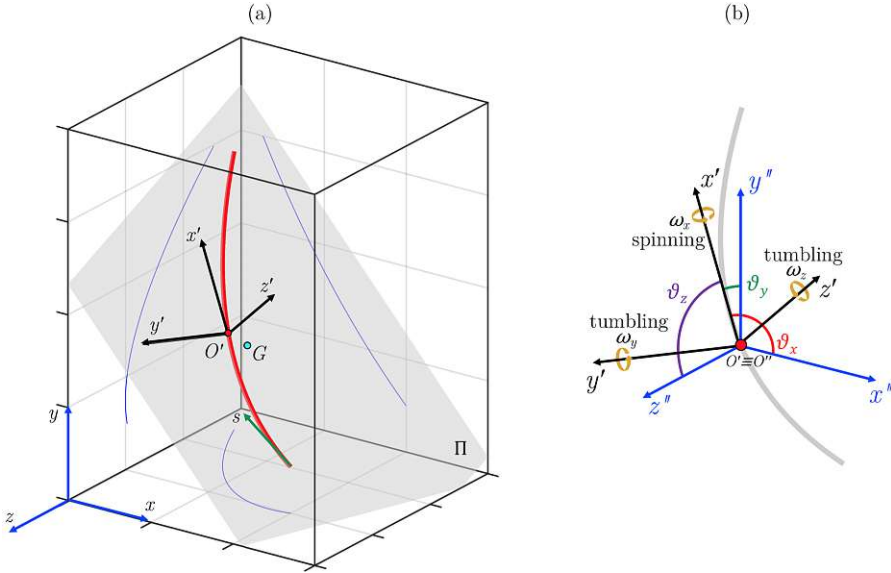 (a)
(b)
x′
z′
y′
O′
G
s
y
x
z
Π
x′
y″
ω_x
spinning
tumbling
ω_z
z′
ϑ_z
ϑ_y
tumbling
ω_y
ϑ_x
y′
O′≡O″
z″
x″